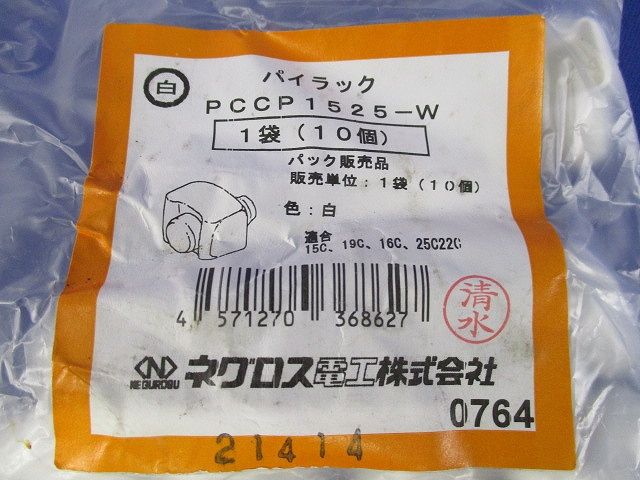 白
パイラック
PCCP1525-W
1袋(10個)
パック販売品
販売単位:1袋(10個)
色:白
適合
15C、19C、16C、25C22C
4 571270 368627
清水
NEGUROSU
ネグロス電工株式会社
0764
21414